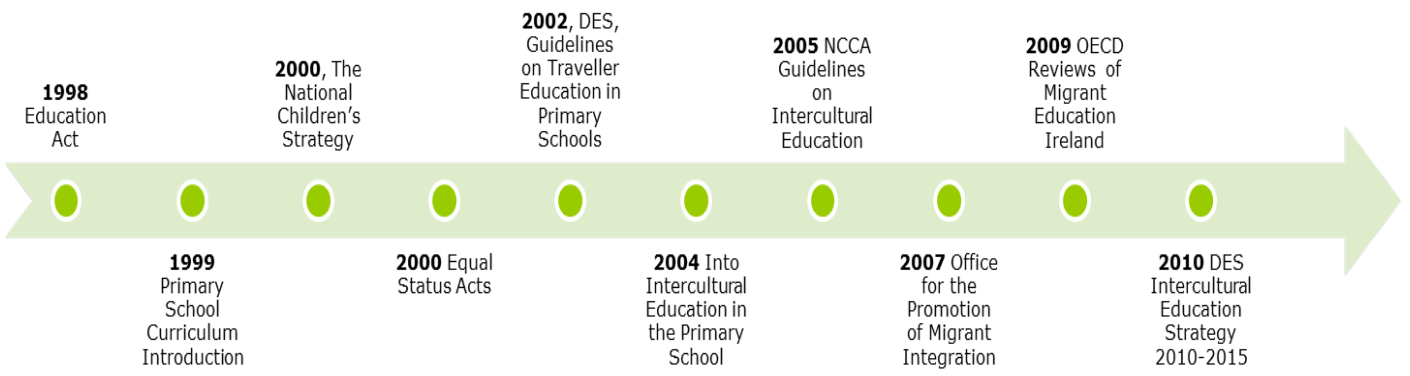 1998
Education
Act
1999
Primary
School
Curriculum
Introduction
2000, The
National
Children's
Strategy
2000 Equal
Status Acts
2002, DES,
Guidelines
on Traveller
Education in
Primary
Schools
2004 Into
Intercultural
Education in
the Primary
School
2005 NCCA
Guidelines
on
Intercultural
Education
2007 Office
for the
Promotion
of Migrant
Integration
2009 OECD
Reviews of
Migrant
Education
Ireland
2010 DES
Intercultural
Education
Strategy
2010-2015